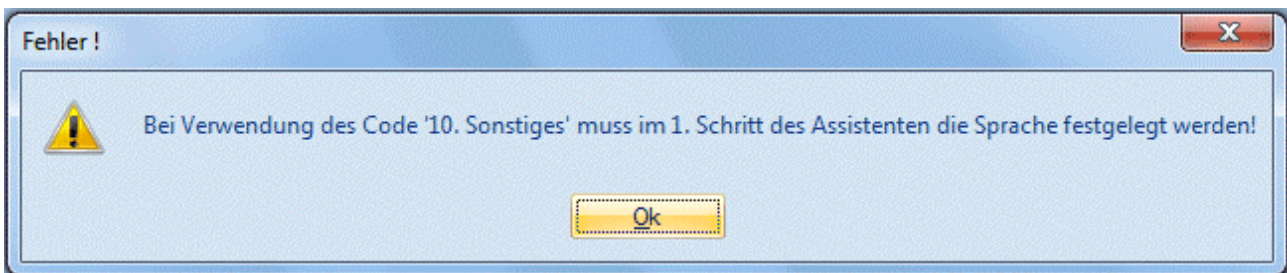 Fehler !
Bei Verwendung des Code '10. Sonstiges' muss im 1. Schritt des Assistenten die Sprache festgelegt werden!
Ok